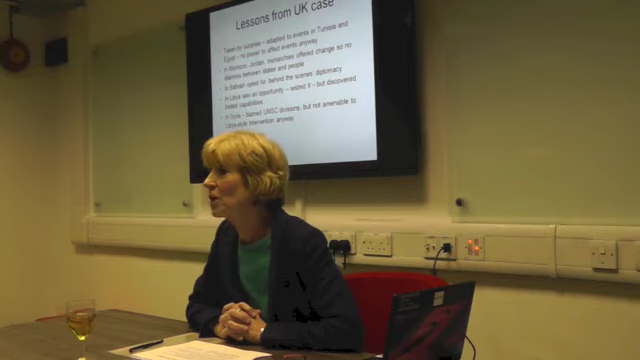 Lessons from UK case
Taken by surprise – adapted to events in Tunisia and
Egypt – no power to affect events anyway
In Morocco, Jordan, monarchies offered change so no
dilemma between states and people
In Bahrain opted for 'behind the scenes' diplomacy
In Libya saw an opportunity – seized it – but discovered
limited capabilities
In Syria – blamed UNSC divisions, but not amenable to
Libya-style intervention anyway